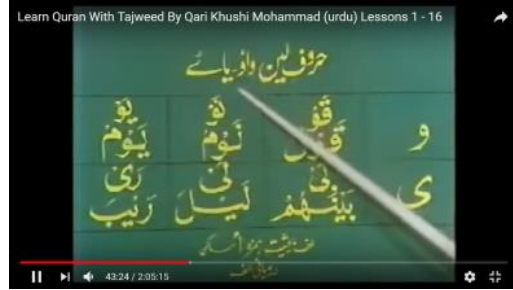 Learn Quran With Tajweed By Qari Khushi Mohammad (urdu) Lessons 1 - 16
حروف لین واؤ۔یائے
قَوْ نَوْ يَوْ
و قَوْل نَوْم يَوْم
بَیْ لَیْ رَیْ
ی بَيْنَهُمْ لَيْل رَيْبَ
43:24 / 2:05:15